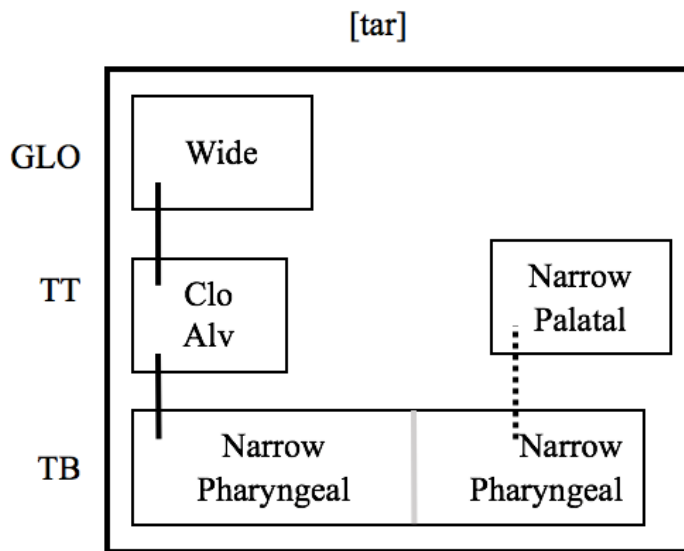 [tar]
GLO
Wide
TT
Clo
Alv
Narrow
Palatal
TB
Narrow
Pharyngeal
Narrow
Pharyngeal